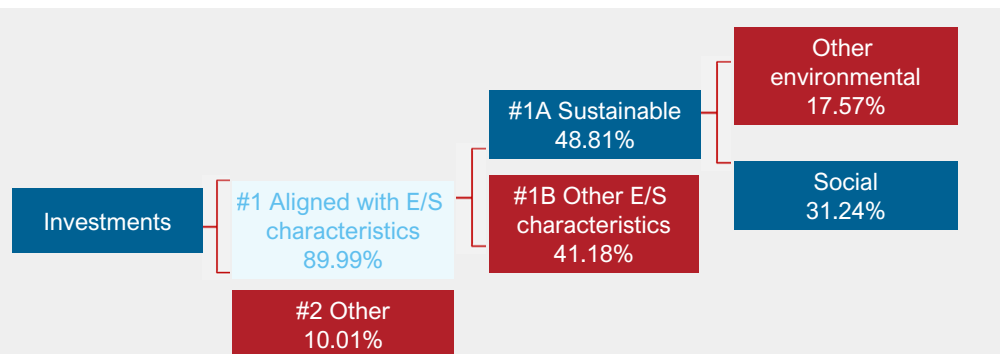 Investments
#1 Aligned with E/S
characteristics
89.99%
#2 Other
10.01%
#1A Sustainable
48.81%
#1B Other E/S
characteristics
41.18%
Other
environmental
17.57%
Social
31.24%